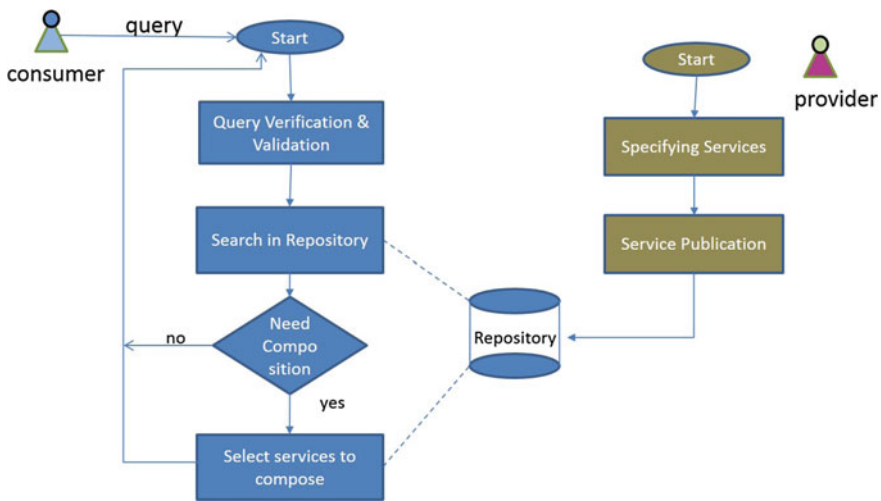 query
consumer
Start
Query Verification &
Validation
Search in Repository
Need
Compo
sition
no
yes
Select services to
compose
Repository
Start
provider
Specifying Services
Service Publication